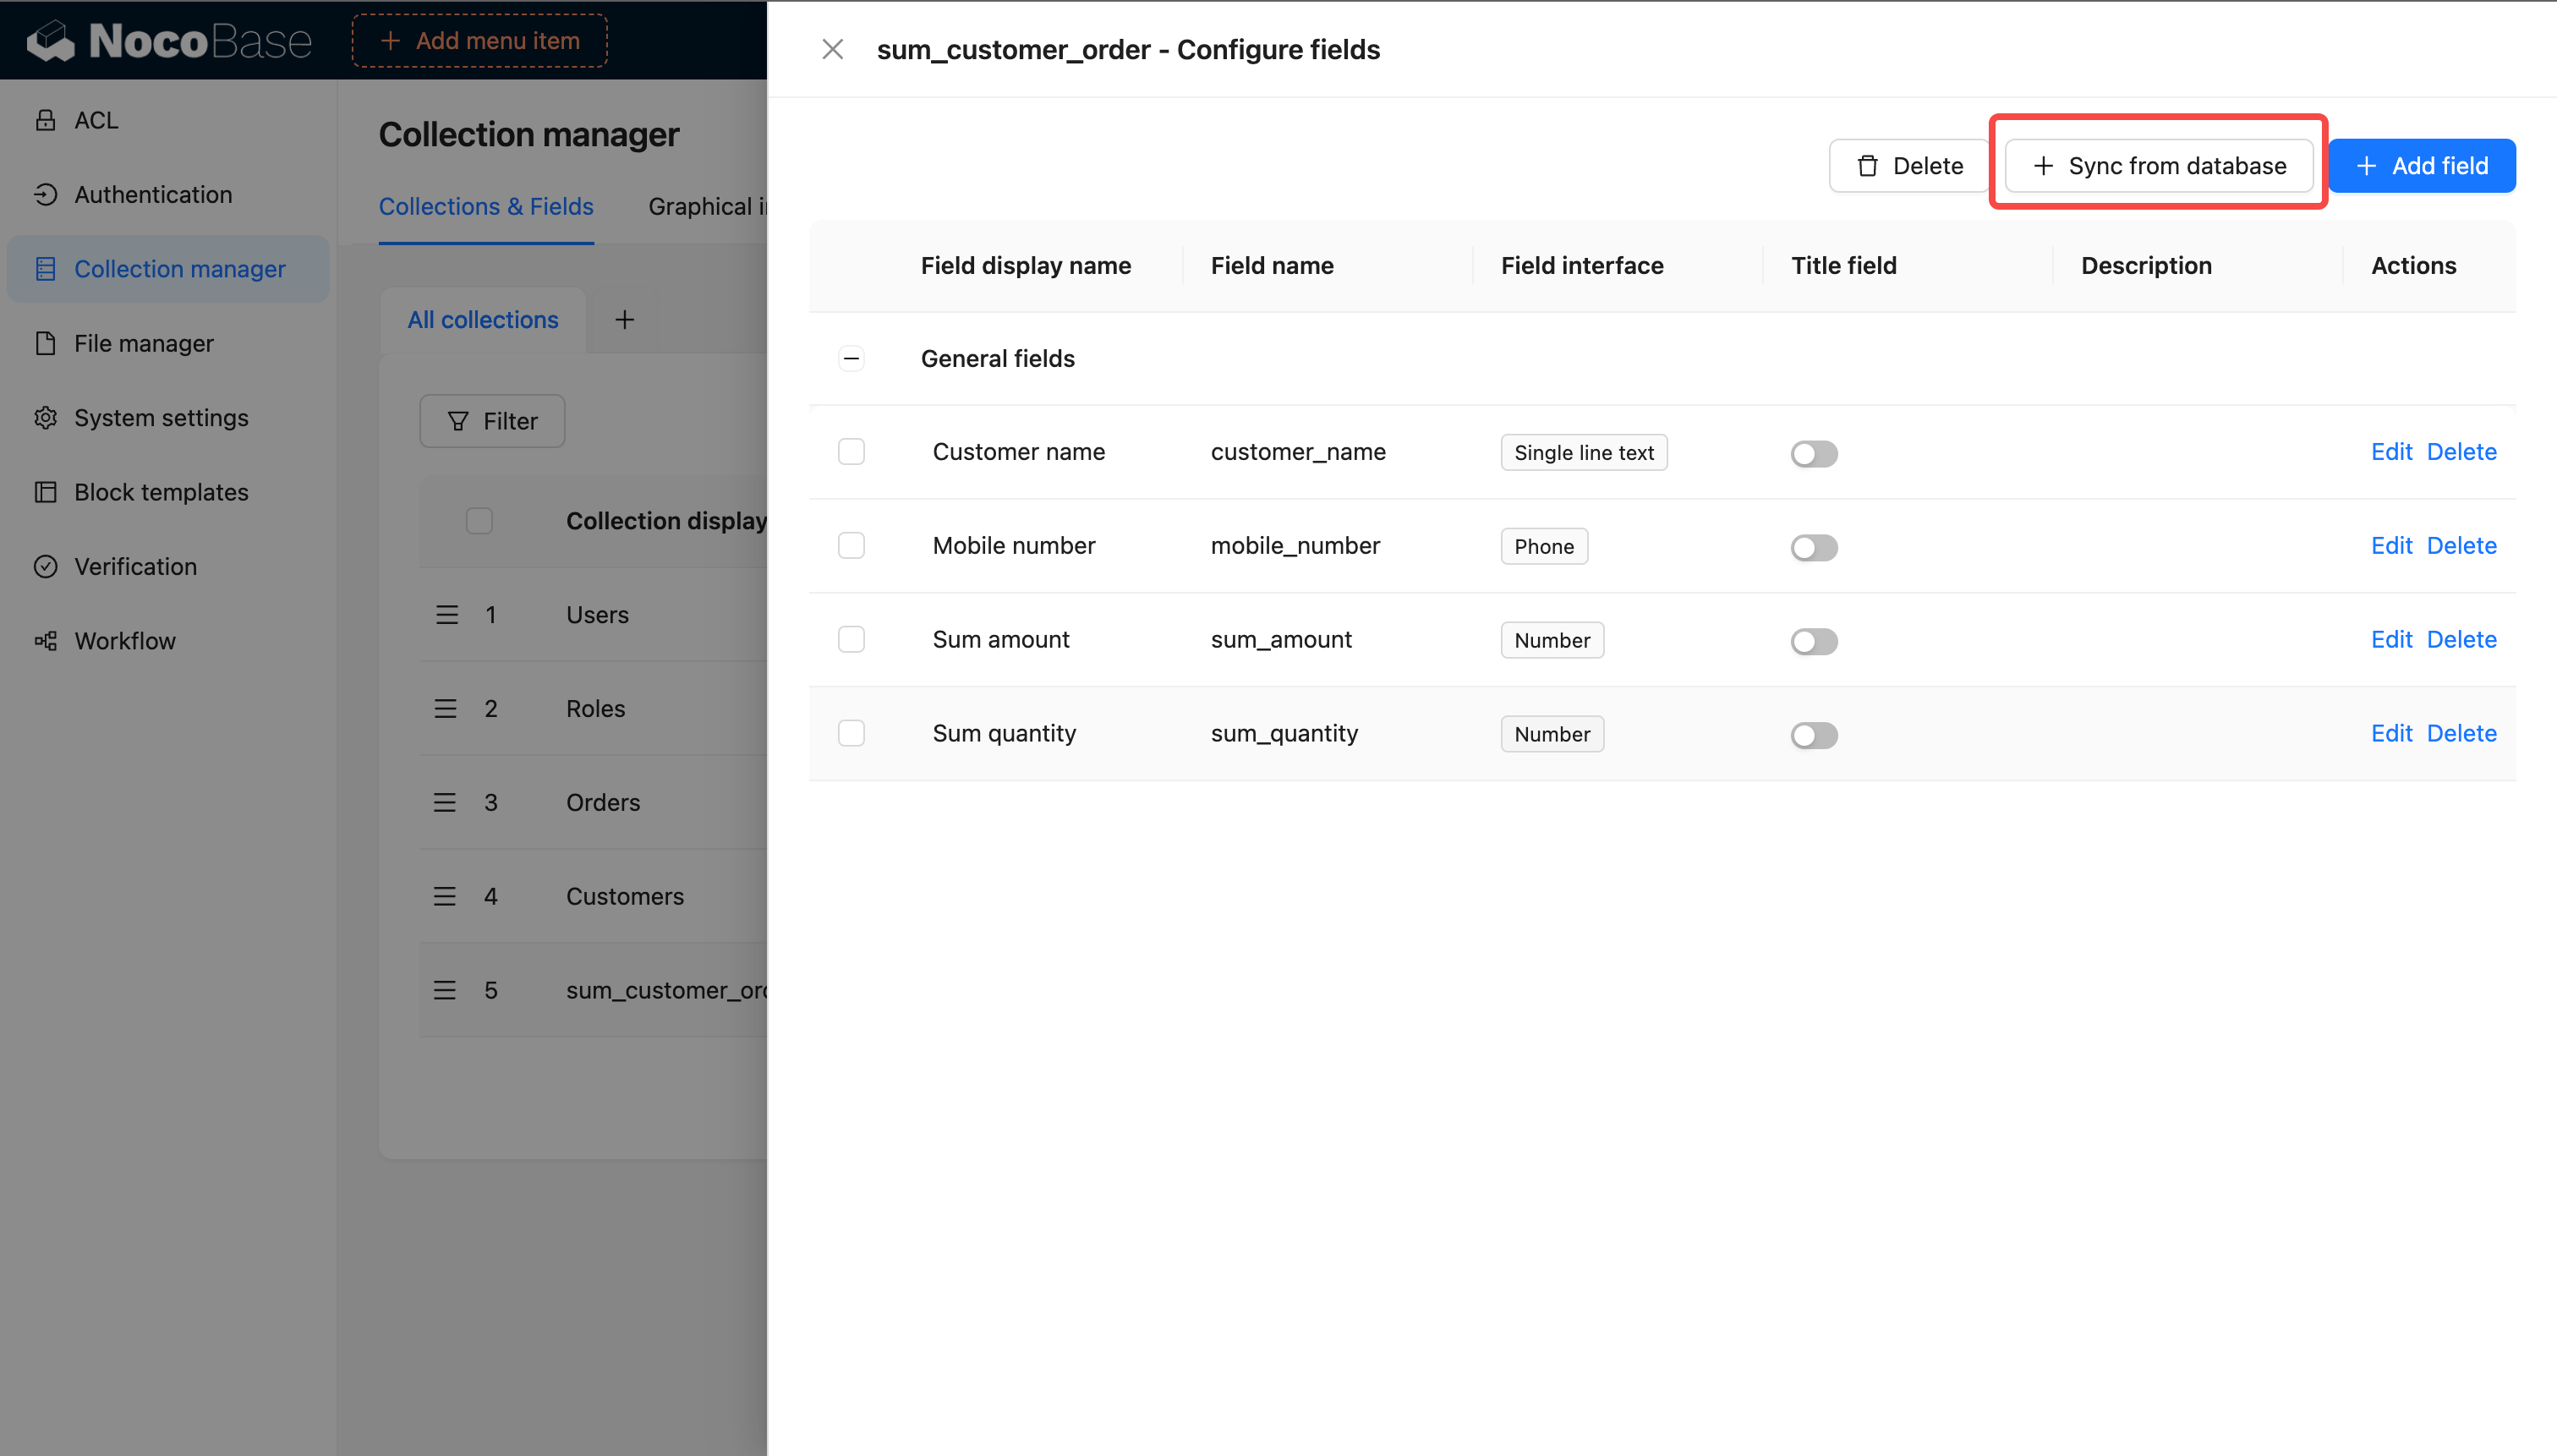 NocoBase
Add menu item
sum_customer_order - Configure fields
ACL
Authentication
Collection manager
File manager
System settings
Block templates
Verification
Workflow
Collection manager
Collections & Fields Graphical i
All collections
Filter
Collection display
1 Users
2 Roles
3 Orders
4 Customers
5 sum_customer_ord
Delete Sync from database Add field
Field display name Field name Field interface Title field Description Actions
General fields
Customer name customer_name Single line text Edit Delete
Mobile number mobile_number Phone Edit Delete
Sum amount sum_amount Number Edit Delete
Sum quantity sum_quantity Number Edit Delete